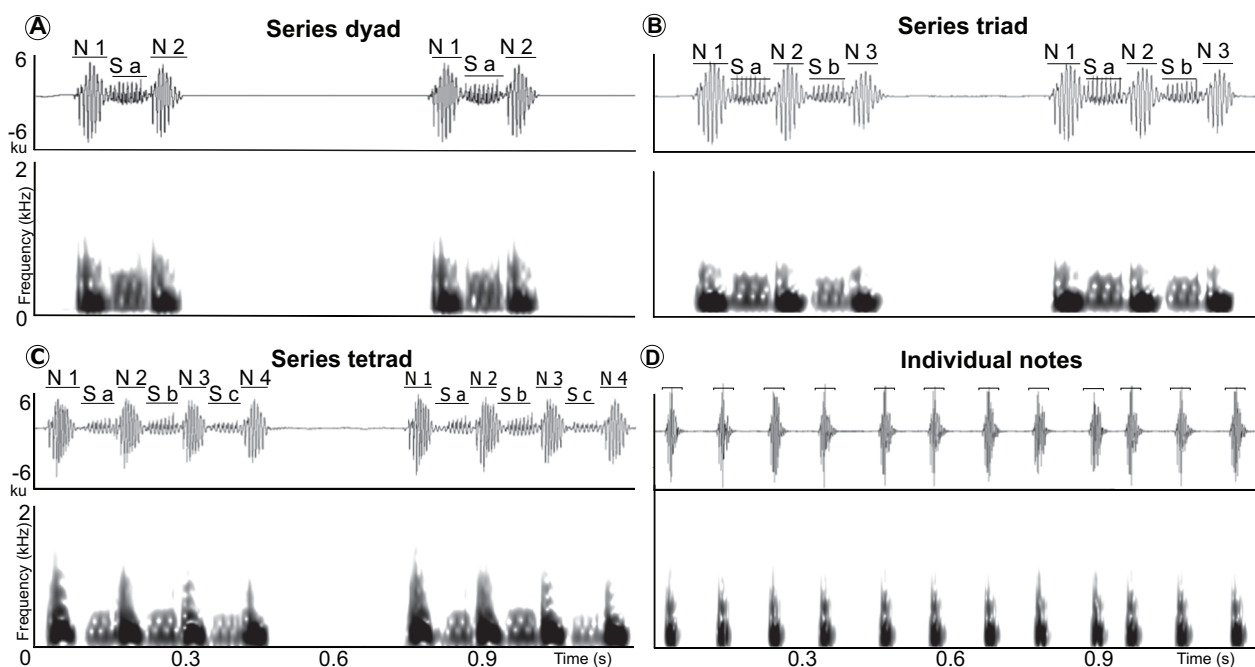 A Series dyad
6
N 1 S a N 2
N 1 S a N 2
-6
ku
2
Frequency (kHz)
0
B Series triad
N 1 S a N 2 S b N 3
N 1 S a N 2 S b N 3
C Series tetrad
6
N 1 S a N 2 S b N 3 S c N 4
N 1 S a N 2 S b N 3 S c N 4
-6
ku
2
Frequency (kHz)
0 0.3 0.6 0.9 Time (s)
D Individual notes
0.3 0.6 0.9 Time (s)